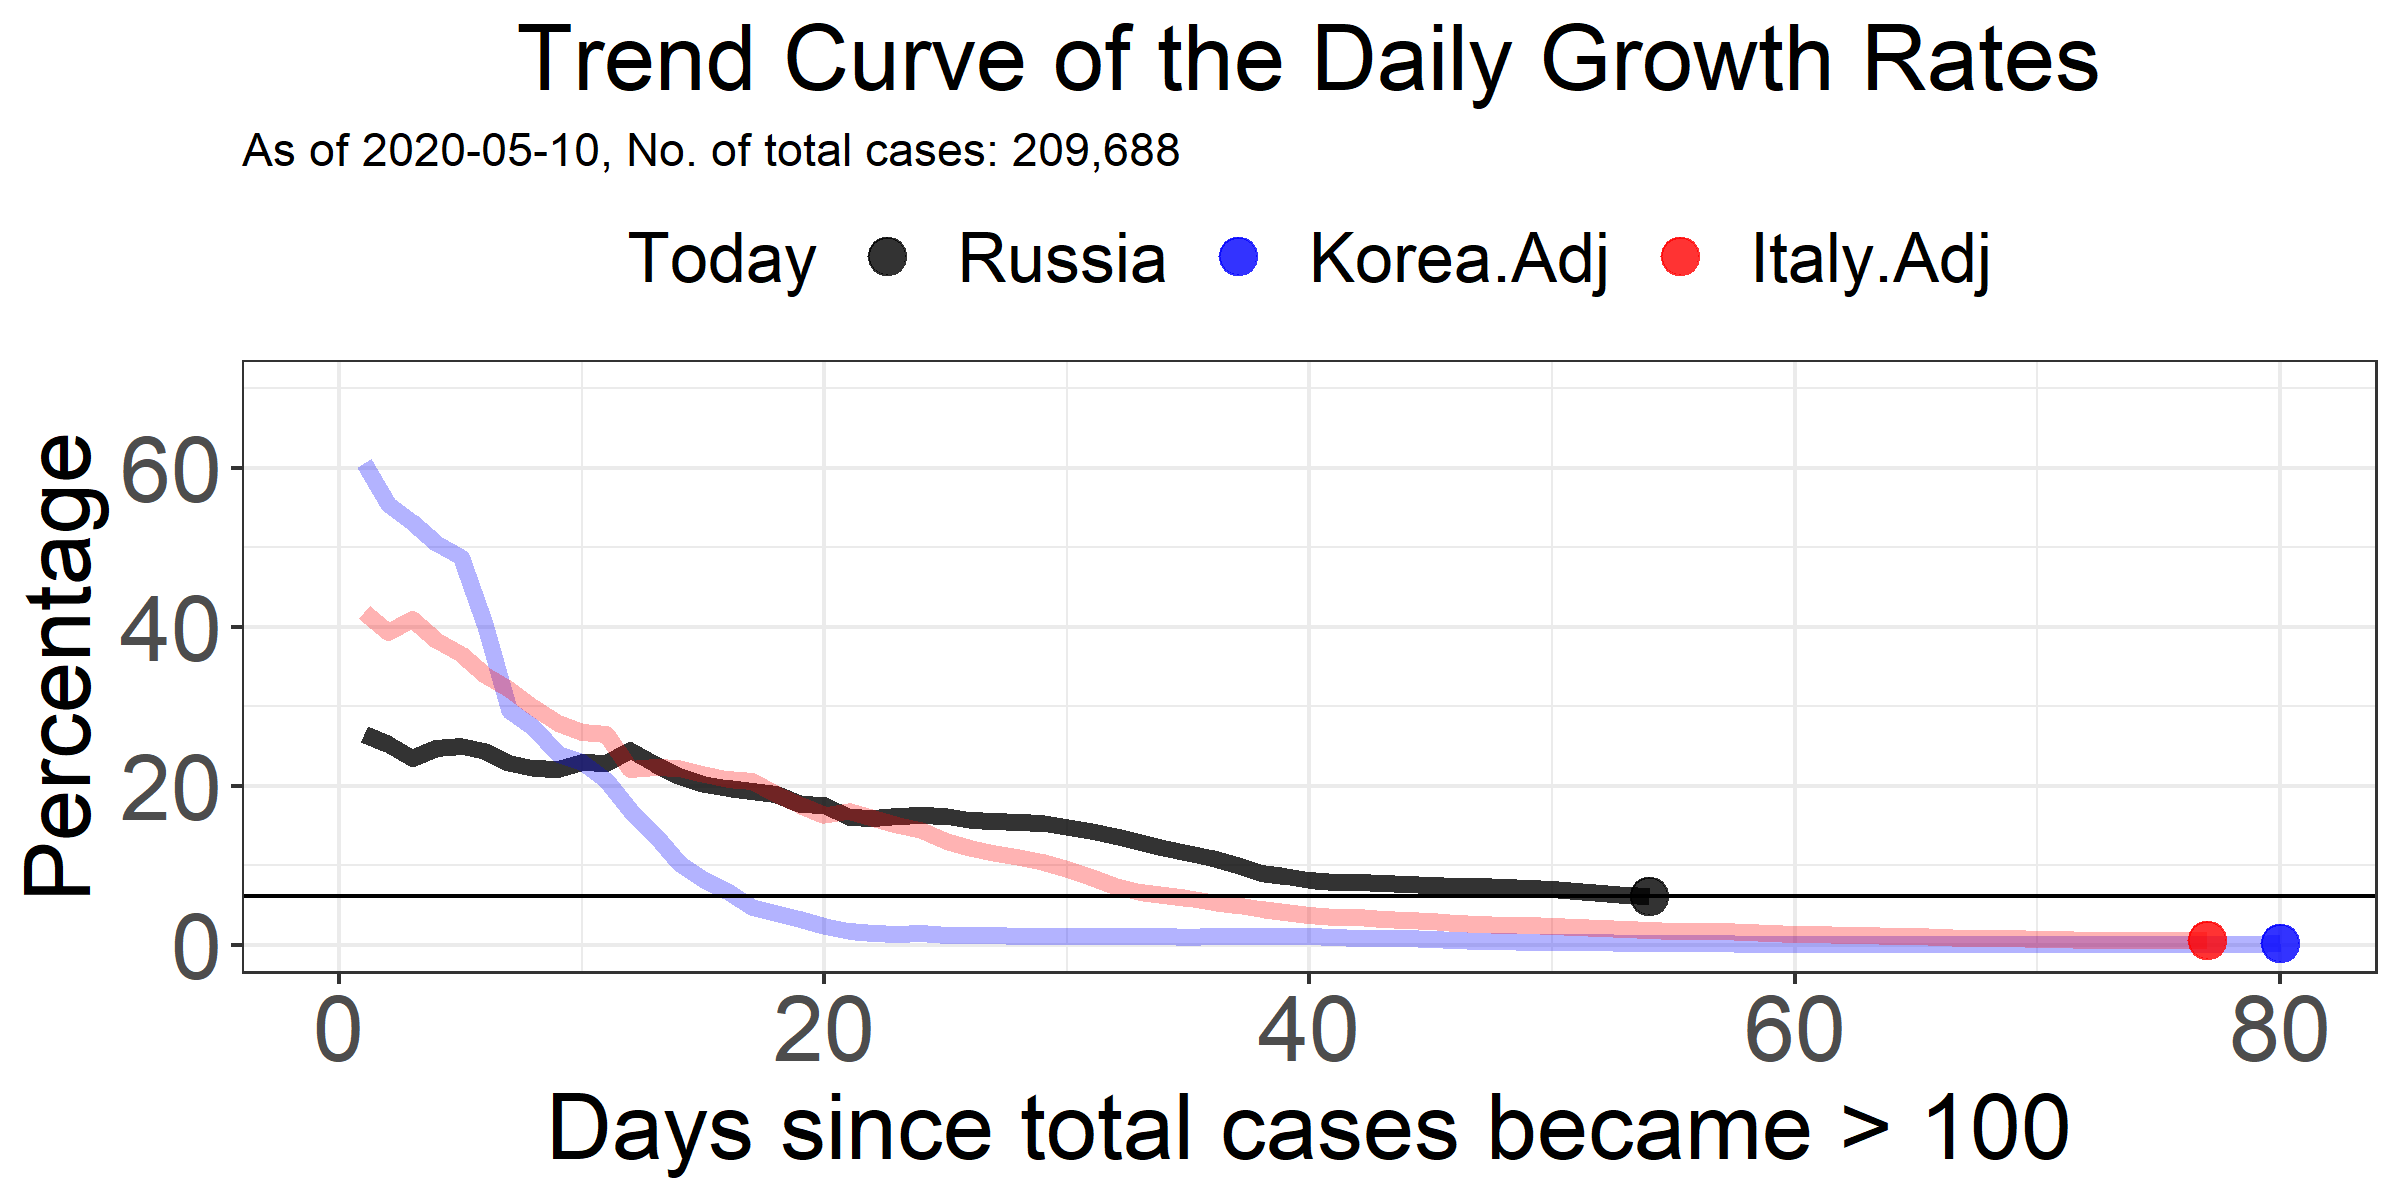 Trend Curve of the Daily Growth Rates
As of 2020-05-10, No. of total cases: 209,688
Today Russia Korea.Adj Italy.Adj
Percentage
60
40
20
0
0 20 40 60 80
Days since total cases became > 100